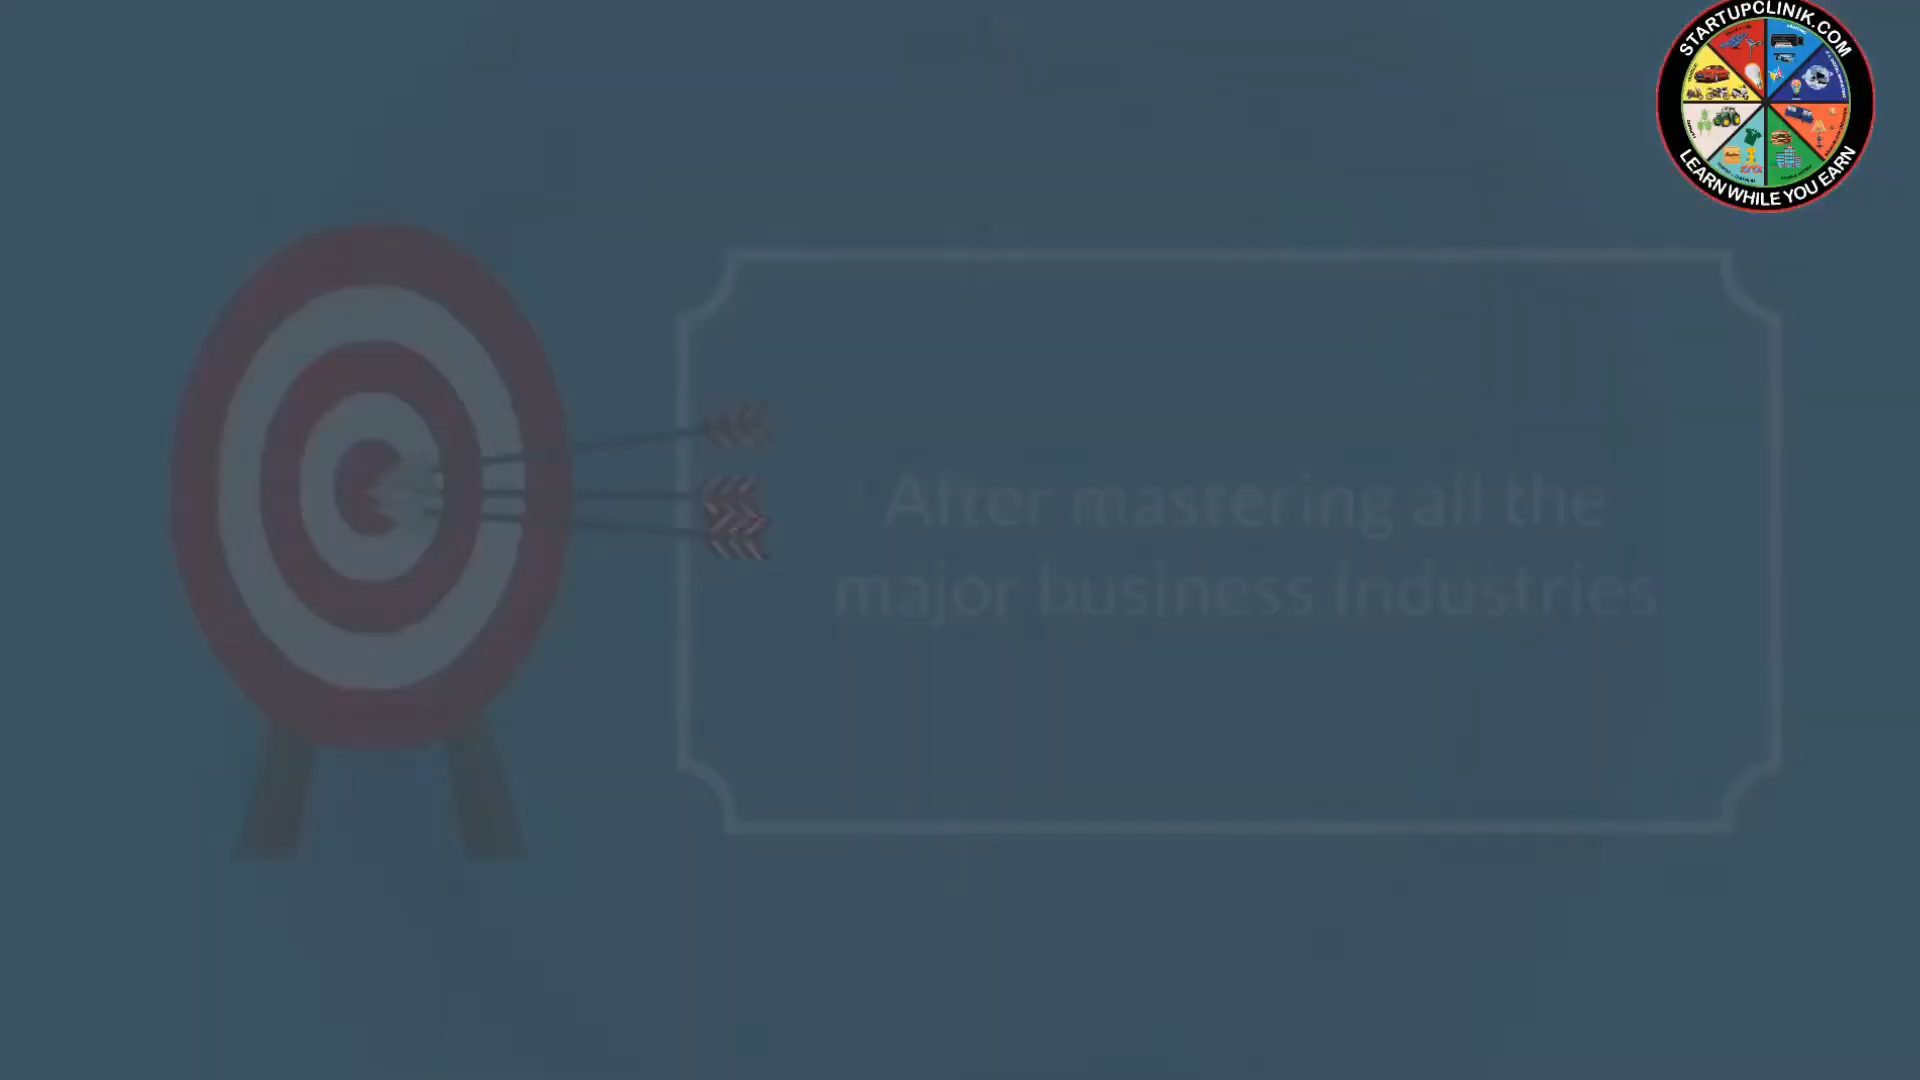 STARTUPCLINIK.COM
LEARN WHILE YOU EARN
After mastering all the
major business Industries